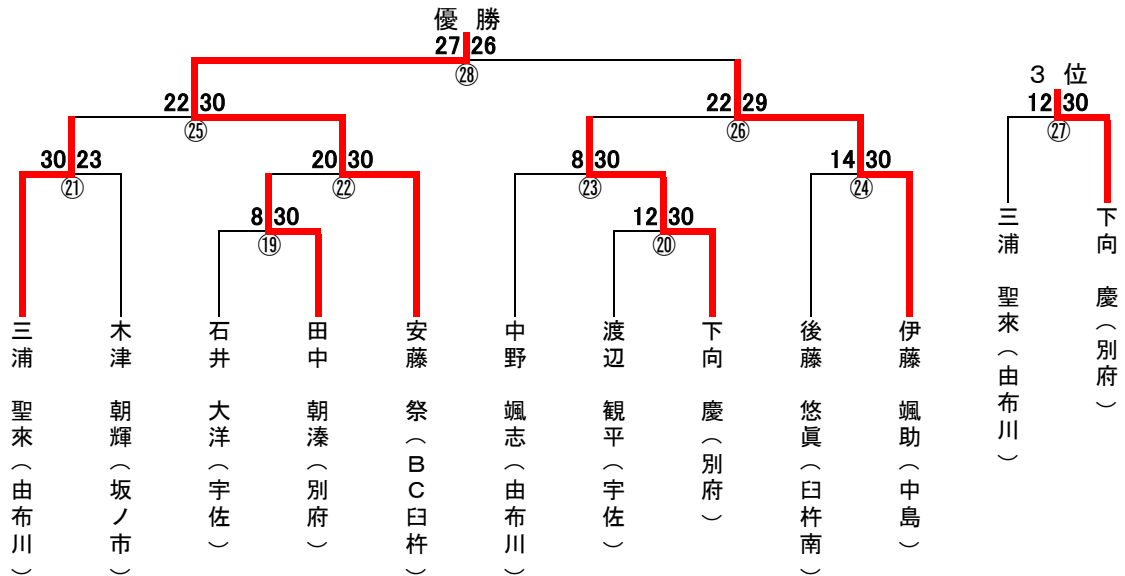 優 勝
27 26
㉘
3 位
22 30
㉕
22 29
㉖
12 30
㉗
30 23
㉑
20 30
㉒
8 30
㉓
14 30
㉔
8 30
⑲
12 30
⑳
三浦 聖來(由布川)
木津 朝輝(坂ノ市)
石井 大洋(宇佐)
田中 朝溱(別府)
安藤 祭(BC臼杵)
中野 颯志(由布川)
渡辺 観平(宇佐)
下向 慶(別府)
後藤 悠眞(臼杵南)
伊藤 颯助(中島)
三浦 聖來(由布川)
下向 慶(別府)